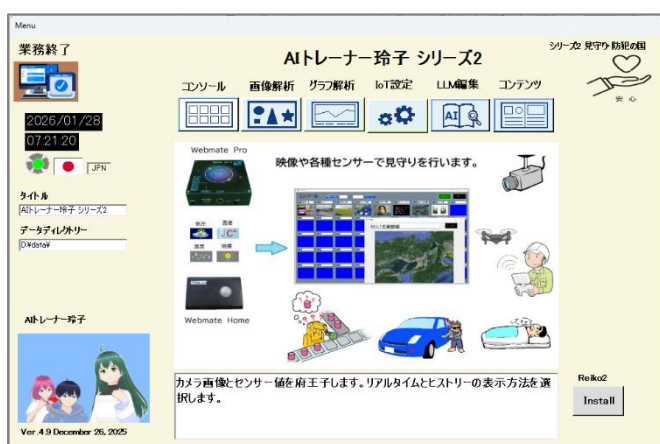 Menu
業務終了
AIトレーナー玲子 シリーズ2
シリーズ2 見守り・防犯の国
安 心
コンソール 画像解析 グラフ解析 IoT設定 LLM編集 コンテンツ
AI
2026/01/28
07:21:20
JPN
タイトル
AIトレーナー玲子 シリーズ2
データディレクトリー
D:¥data¥
Webmate Pro
映像や各種センサーで見守りを行います。
Webmate Home
AIトレーナー玲子
カメラ画像とセンサー値を府王子します。リアルタイムとヒストリーの表示方法を選
択します。
Reiko2
Install
Ver.4.9 December 26, 2025